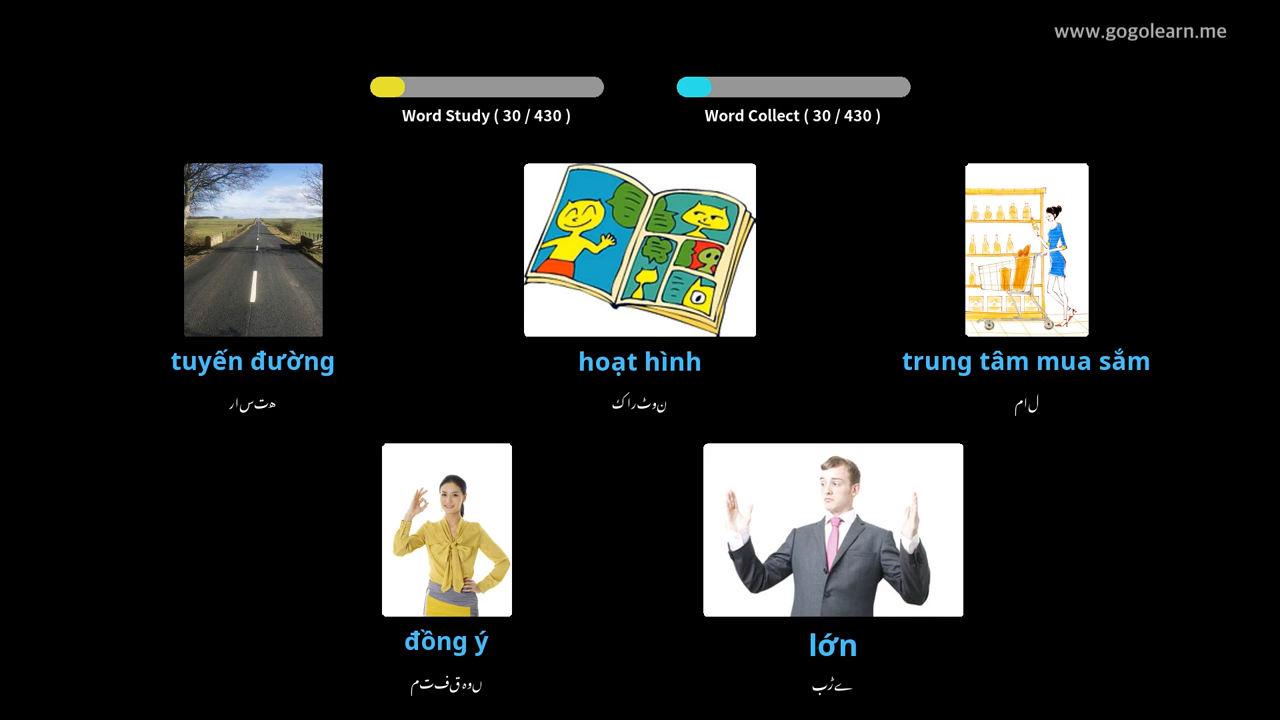 www.gogolearn.me
Word Study ( 30 / 430 )
Word Collect ( 30 / 430 )
tuyến đường
راستہ
hoạt hình
کارٹون
trung tâm mua sắm
مال
đồng ý
متفق ہوں
lớn
بڑے